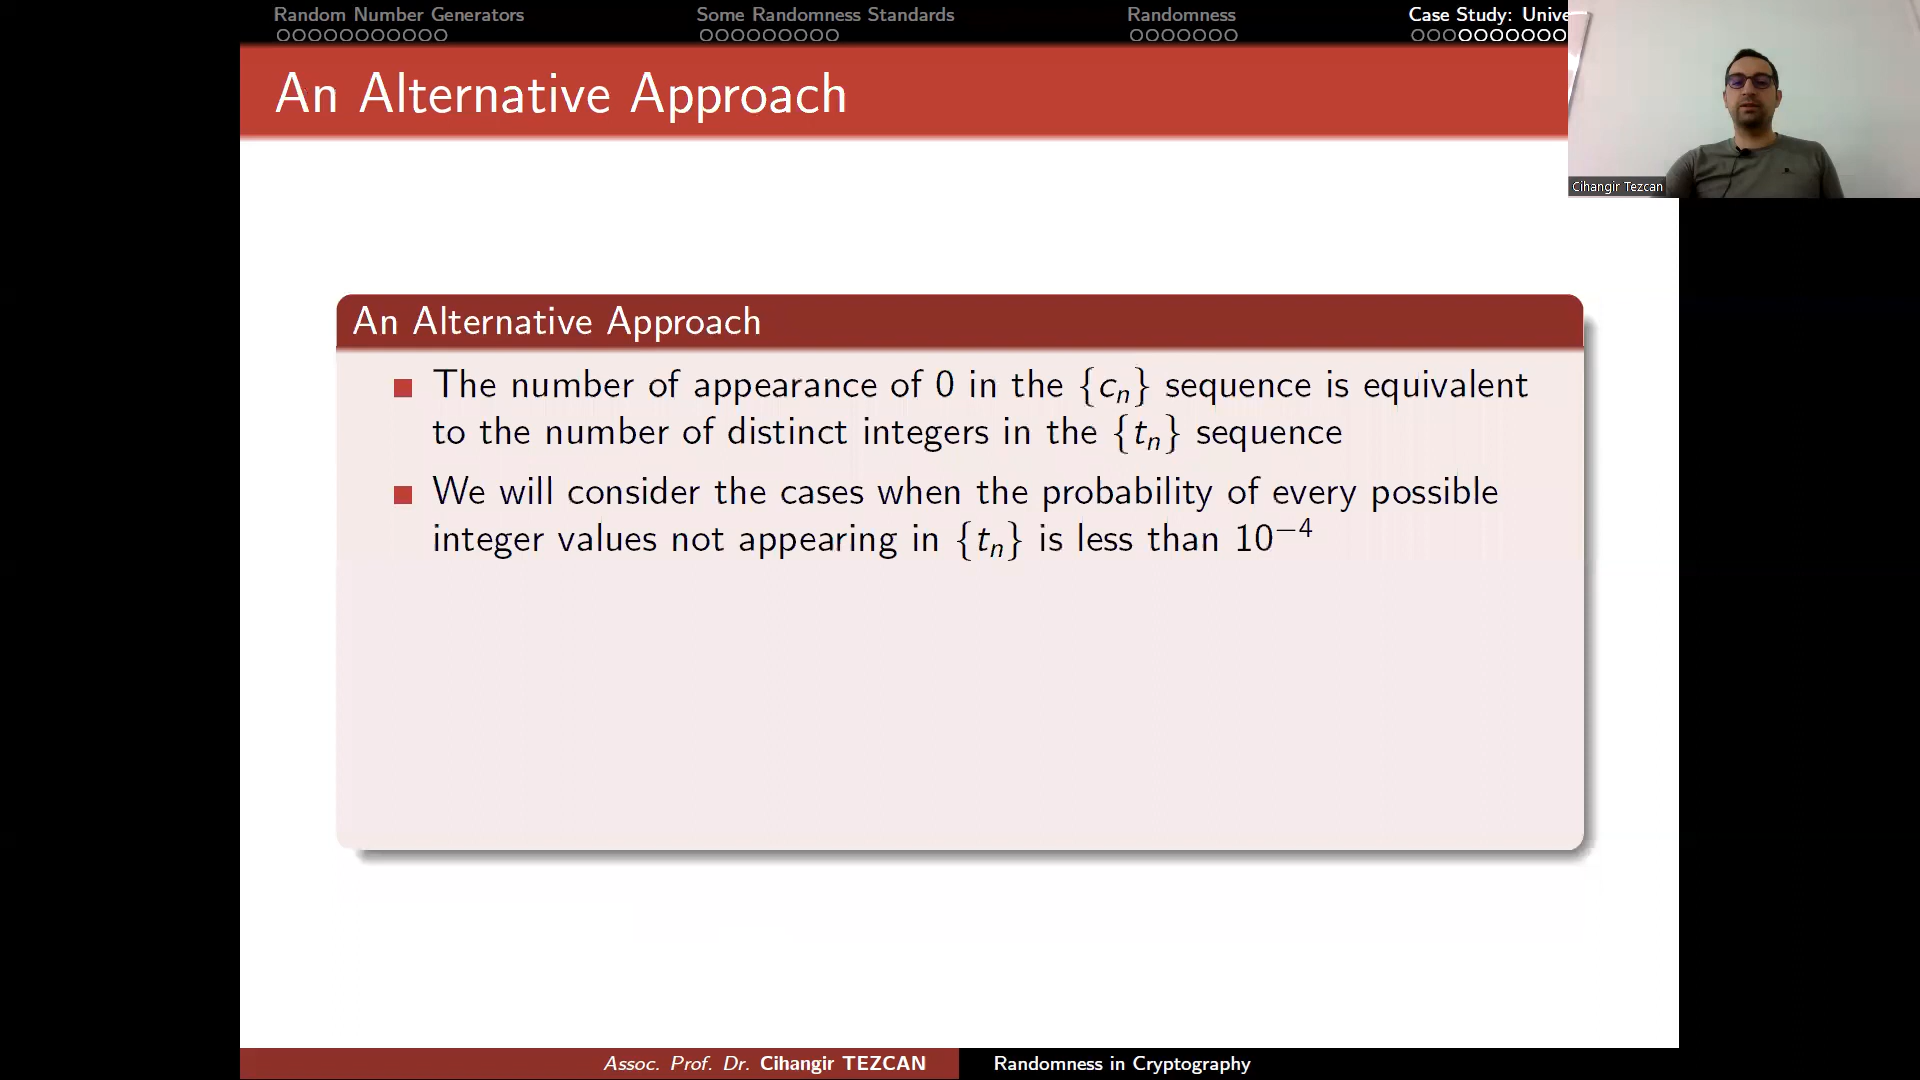 Random Number Generators
Some Randomness Standards
Randomness
Case Study: Unive
An Alternative Approach
Cihangir Tezcan
An Alternative Approach
The number of appearance of 0 in the {cₙ} sequence is equivalent
to the number of distinct integers in the {tₙ} sequence
We will consider the cases when the probability of every possible
integer values not appearing in {tₙ} is less than 10⁻⁴
Assoc. Prof. Dr. Cihangir TEZCAN
Randomness in Cryptography